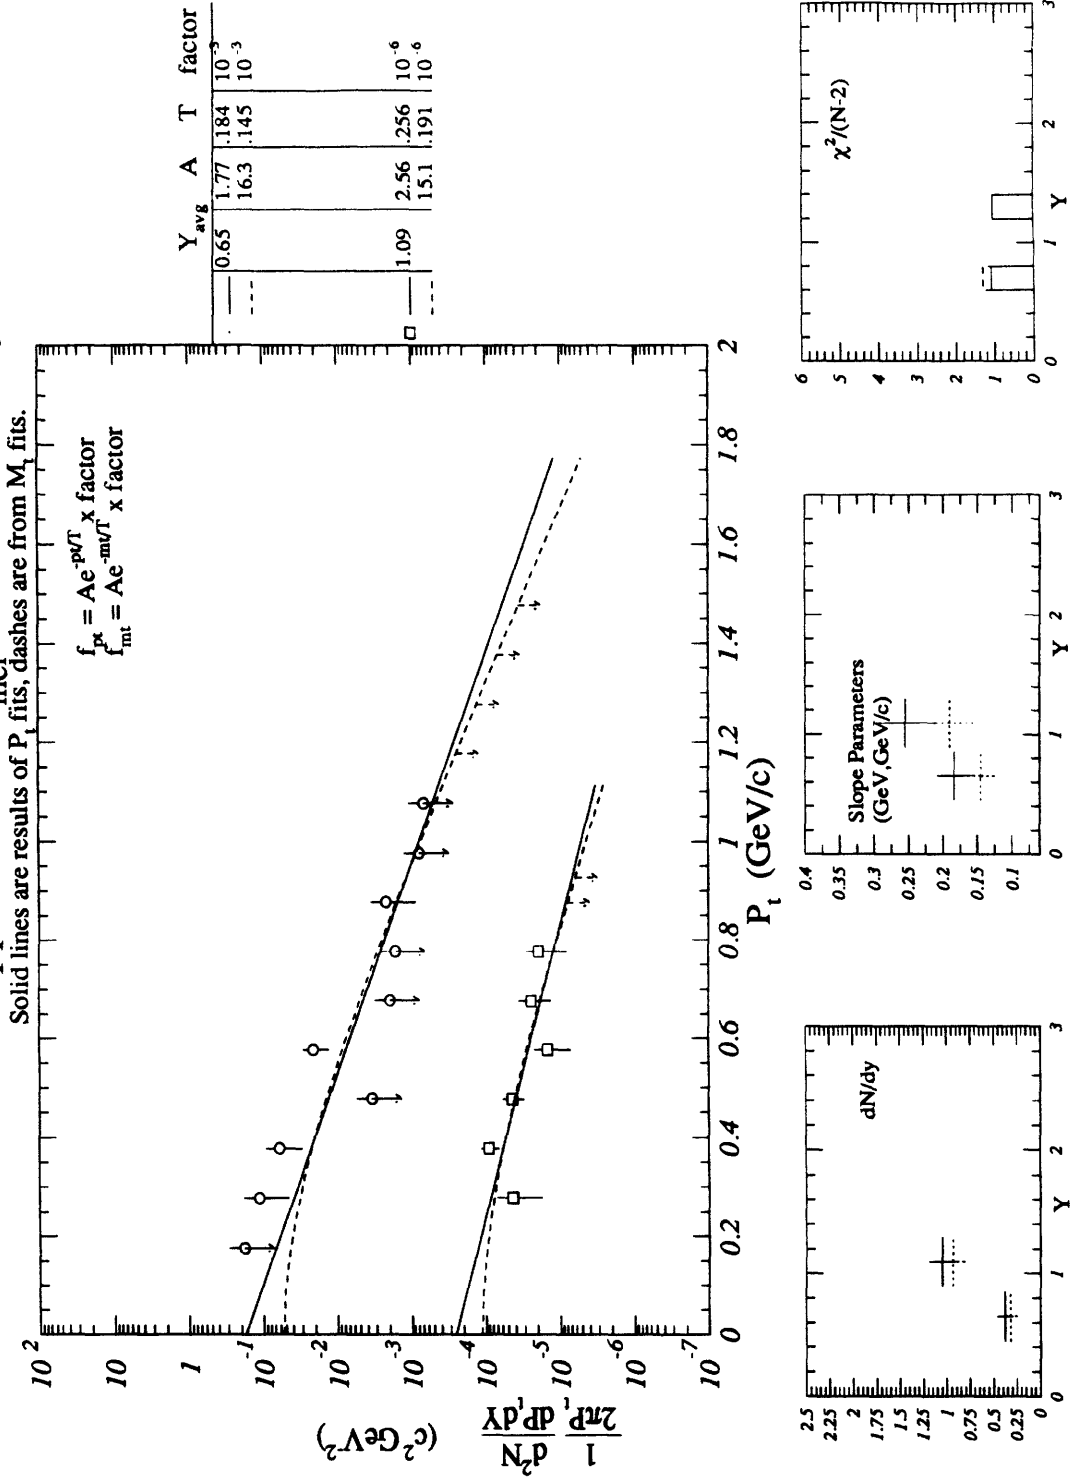 Solid lines are results of Pt fits, dashes are from Mt fits.
f_pt = Ae^-pt/T x factor
f_mt = Ae^-mt/T x factor
Y_avg A T factor
0.65 1.77 .184 10^-3
16.3 .145 10^-3
1.09 2.56 .256 10^-6
15.1 .191 10^-6
1/2πPt d²N/dPtdY (c²GeV^-2)
10^2
10
1
10^-1
10^-2
10^-3
10^-4
10^-5
10^-6
10^-7
0 0.2 0.4 0.6 0.8 1 1.2 1.4 1.6 1.8 2
Pt (GeV/c)
dN/dy
2.5
2.25
2
1.75
1.5
1.25
1
0.75
0.5
0.25
0
0 1 2 3
Y
Slope Parameters
(GeV,GeV/c)
0.4
0.35
0.3
0.25
0.2
0.15
0.1
0 1 2 3
Y
χ²/(N-2)
6
5
4
3
2
1
0
0 1 2 3
Y